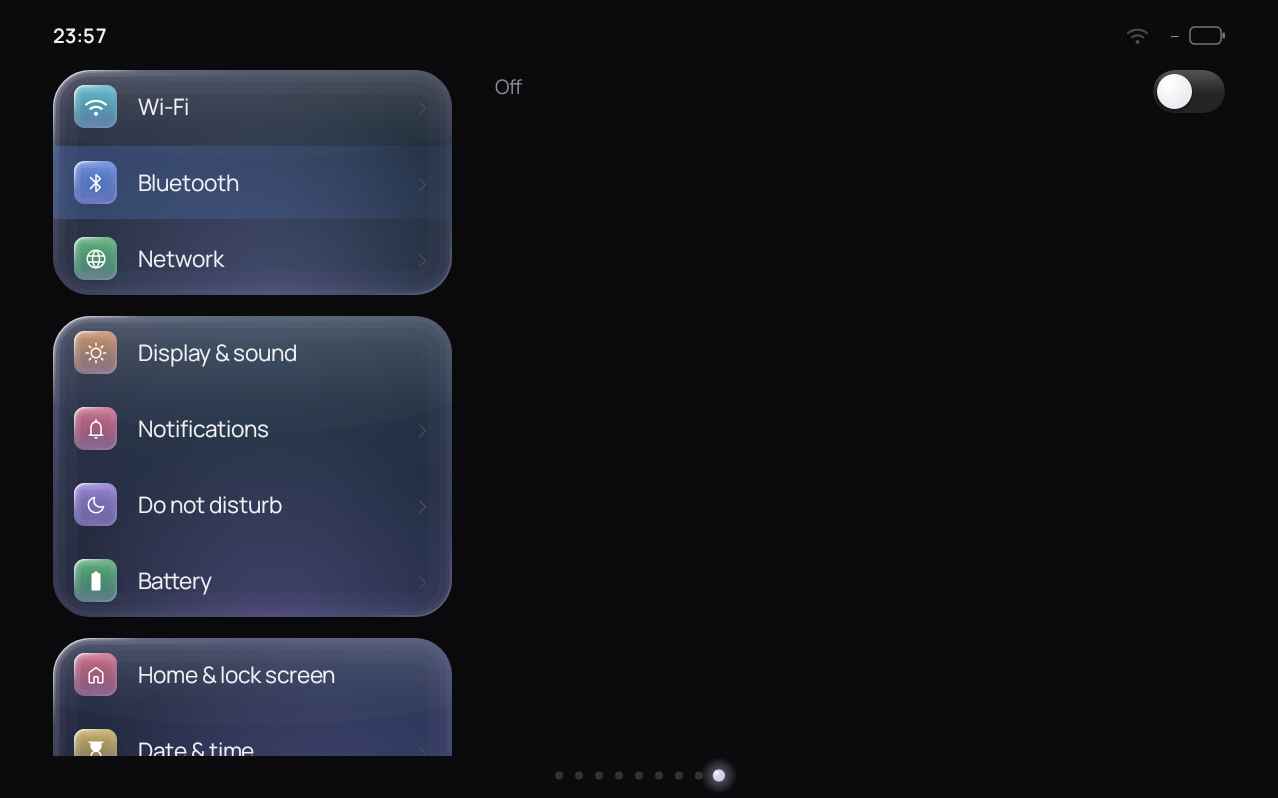 23:57
–
Wi-Fi
Off
Bluetooth
Network
Display & sound
Notifications
Do not disturb
Battery
Home & lock screen
Date & time